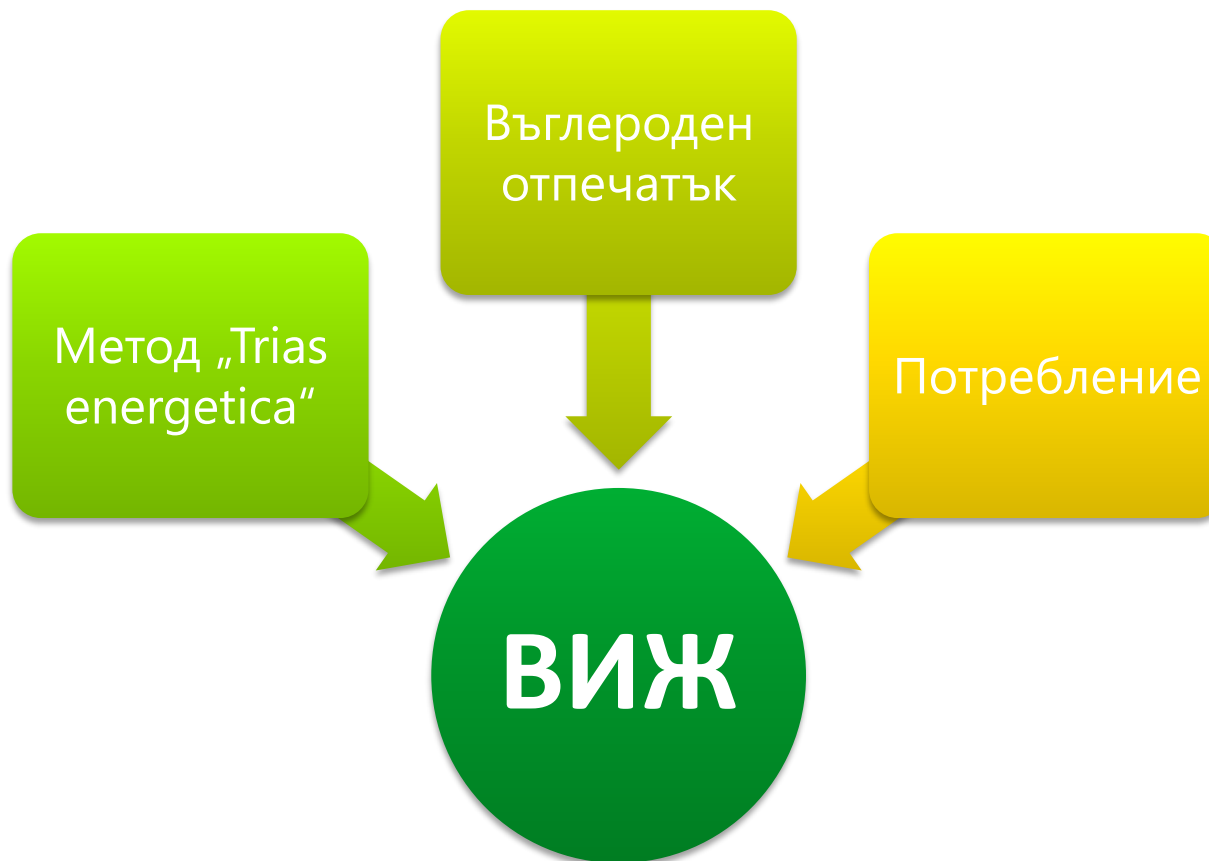 Въглероден
отпечатък
Метод „Trias
energetica“
Потребление
ВИЖ